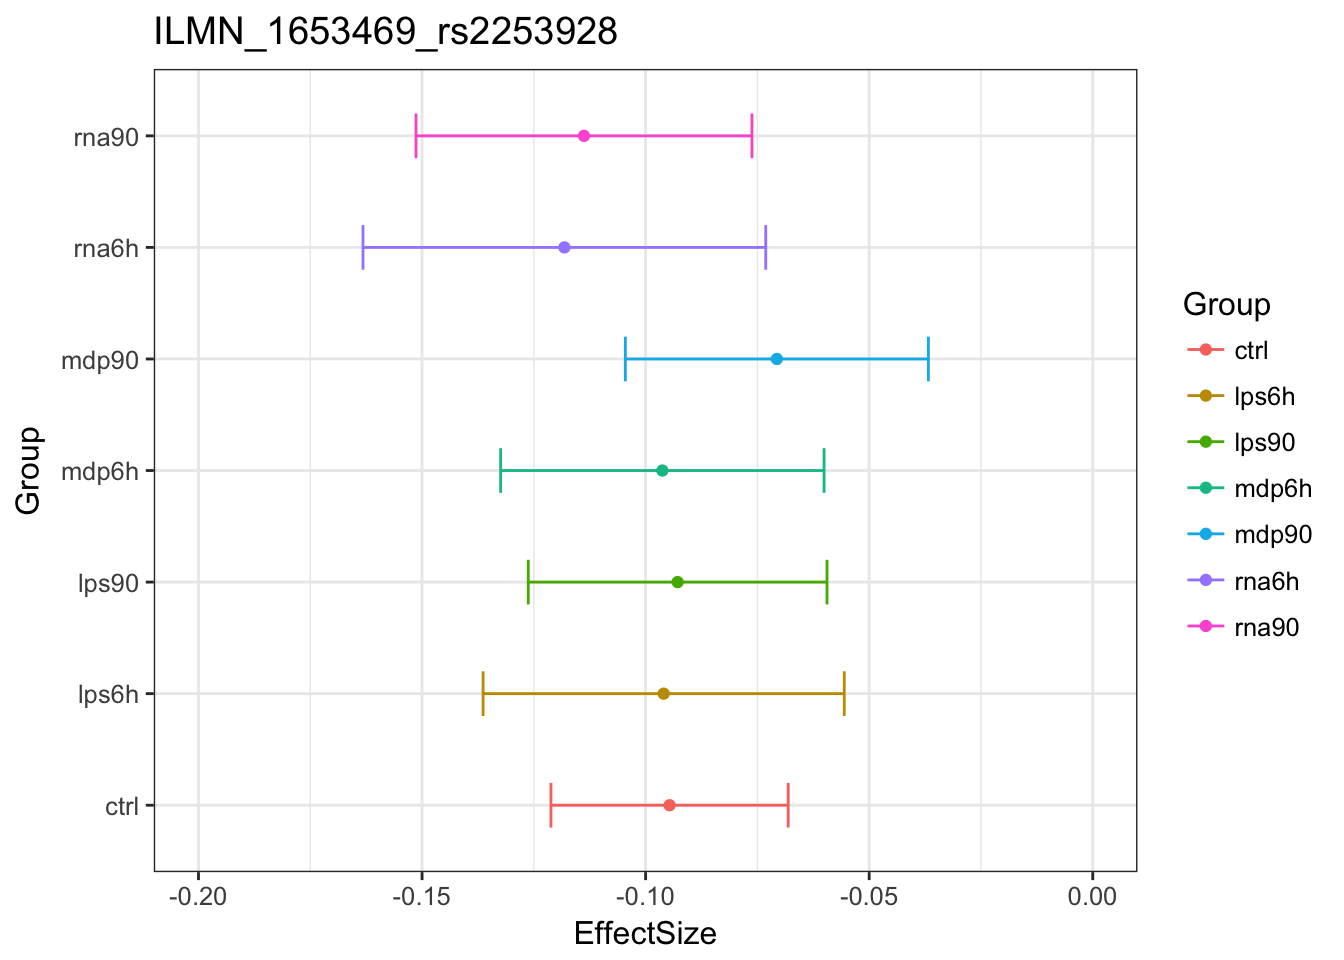 ILMN_1653469_rs2253928
rna90
rna6h
mdp90
mdp6h
lps90
lps6h
ctrl
Group
-0.20 -0.15 -0.10 -0.05 0.00
EffectSize
Group
ctrl
lps6h
lps90
mdp6h
mdp90
rna6h
rna90